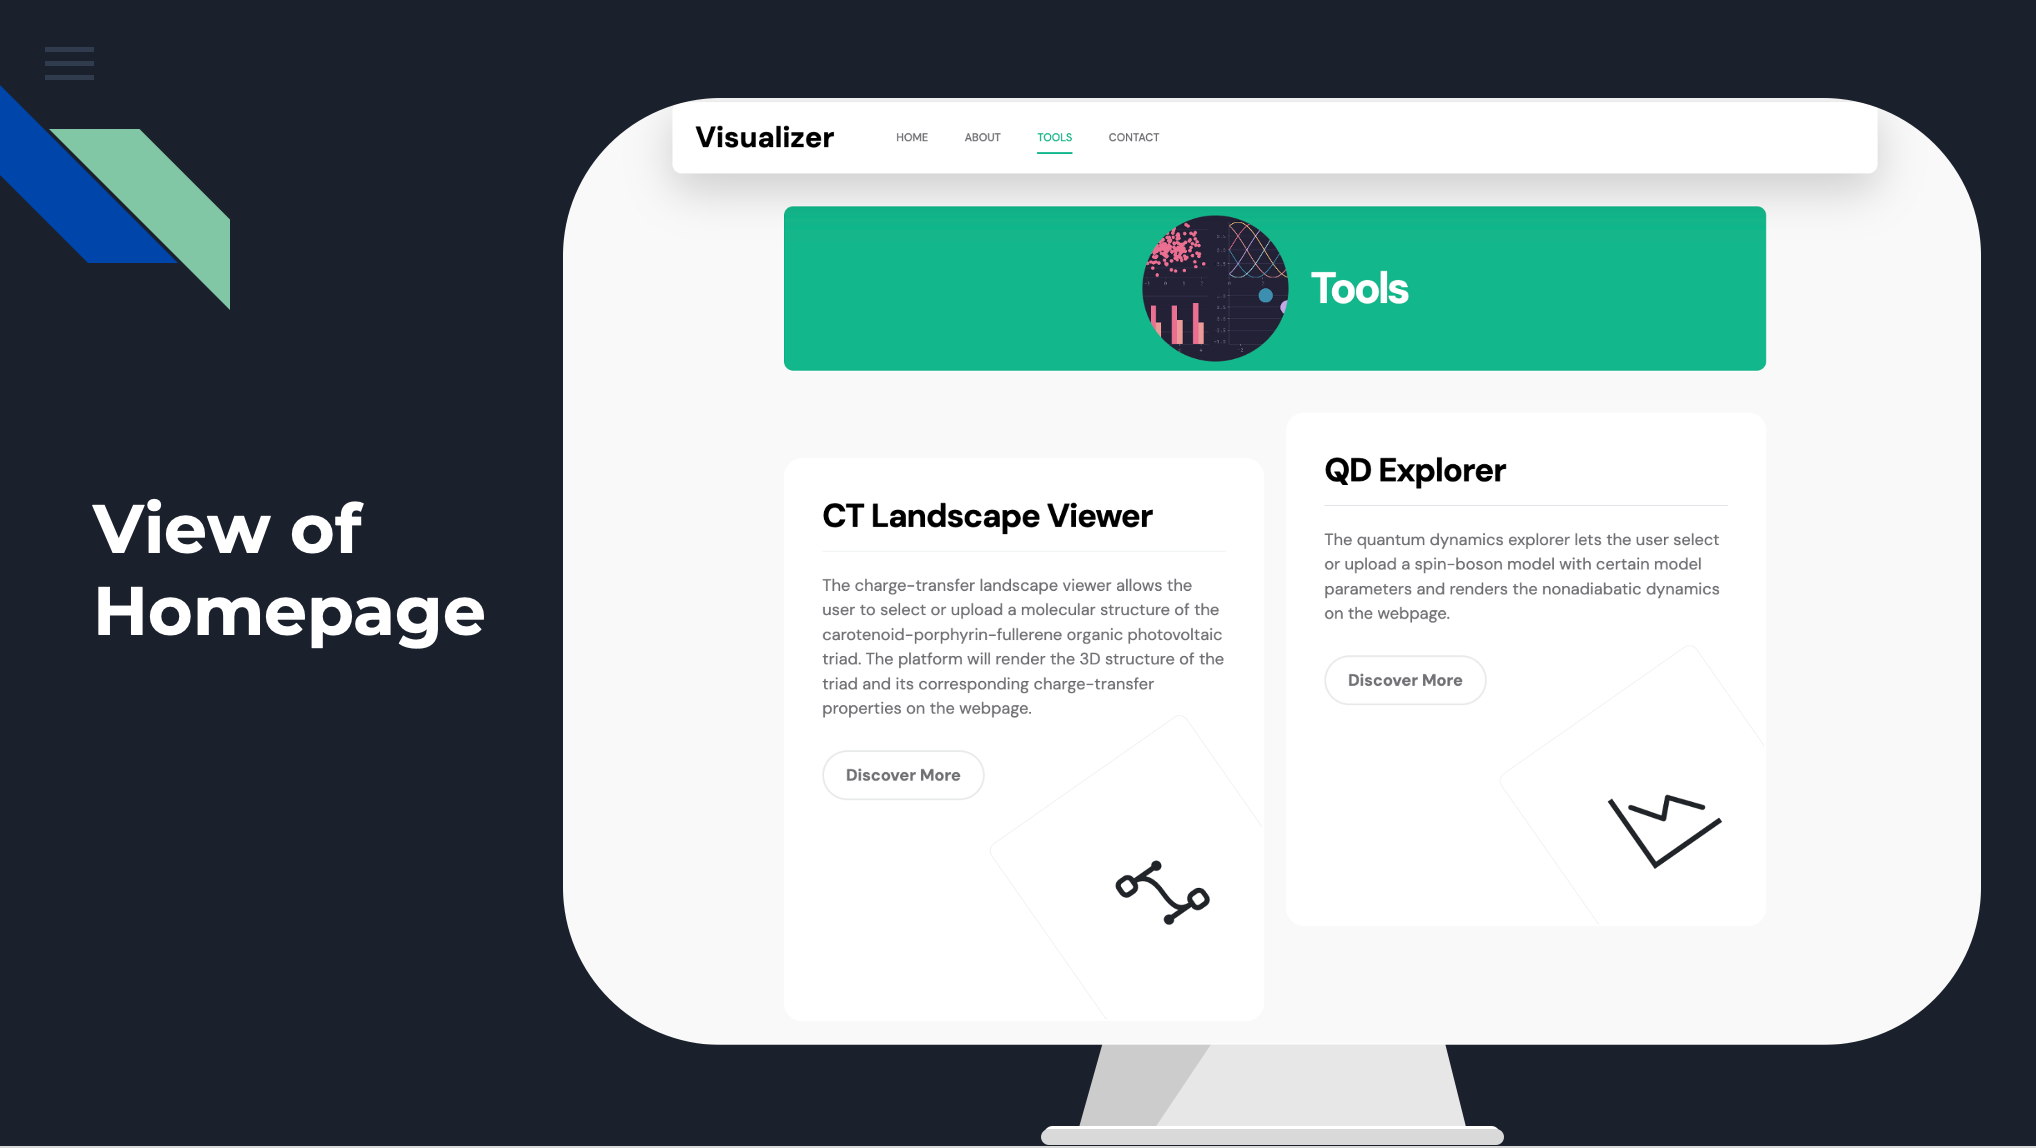 View of
Homepage
Visualizer
HOME
ABOUT
TOOLS
CONTACT
Tools
CT Landscape Viewer
The charge-transfer landscape viewer allows the
user to select or upload a molecular structure of the
carotenoid-porphyrin-fullerene organic photovoltaic
triad. The platform will render the 3D structure of the
triad and its corresponding charge-transfer
properties on the webpage.
Discover More
QD Explorer
The quantum dynamics explorer lets the user select
or upload a spin-boson model with certain model
parameters and renders the nonadiabatic dynamics
on the webpage.
Discover More